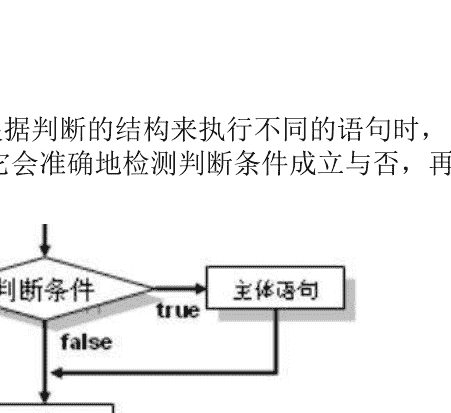 据判断的结构来执行不同的语句时，
它会准确地检测判断条件成立与否，再
判断条件
主体语句
true
false